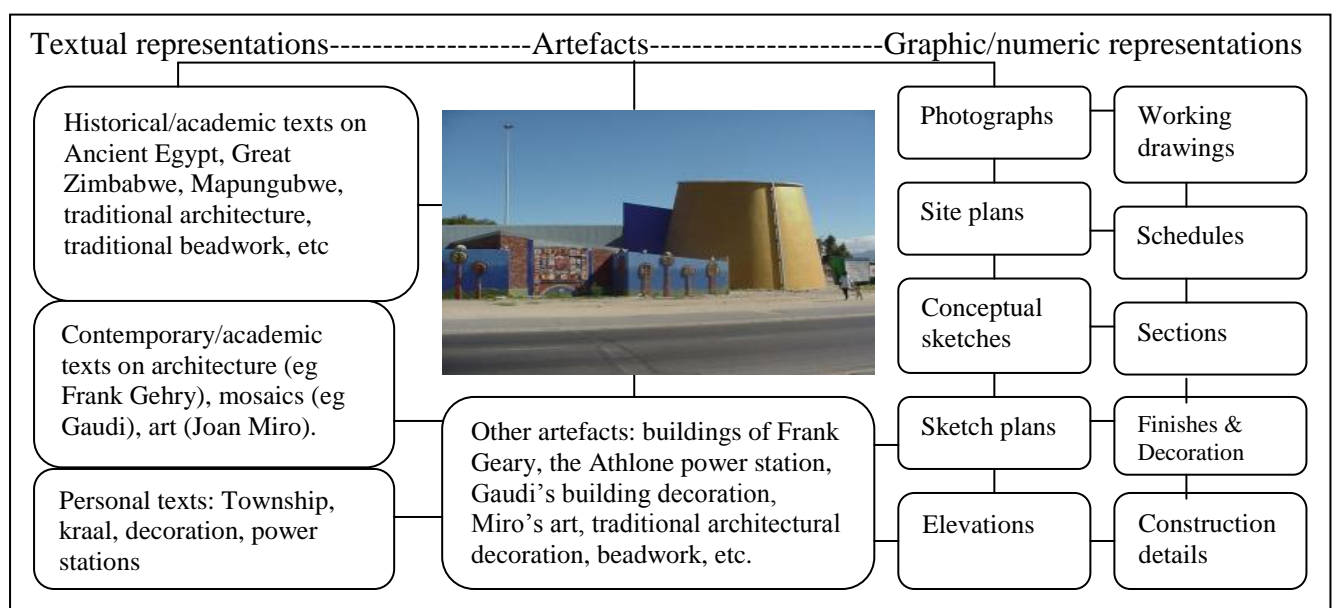 Textual representations------------------Artefacts---------------------Graphic/numeric representations
Historical/academic texts on
Ancient Egypt, Great
Zimbabwe, Mapungubwe,
traditional architecture,
traditional beadwork, etc
Contemporary/academic
texts on architecture (eg
Frank Gehry), mosaics (eg
Gaudi), art (Joan Miro).
Personal texts: Township,
kraal, decoration, power
stations
Other artefacts: buildings of Frank
Geary, the Athlone power station,
Gaudi’s building decoration,
Miro’s art, traditional architectural
decoration, beadwork, etc.
Photographs
Site plans
Conceptual
sketches
Sketch plans
Elevations
Working
drawings
Schedules
Sections
Finishes &
Decoration
Construction
details